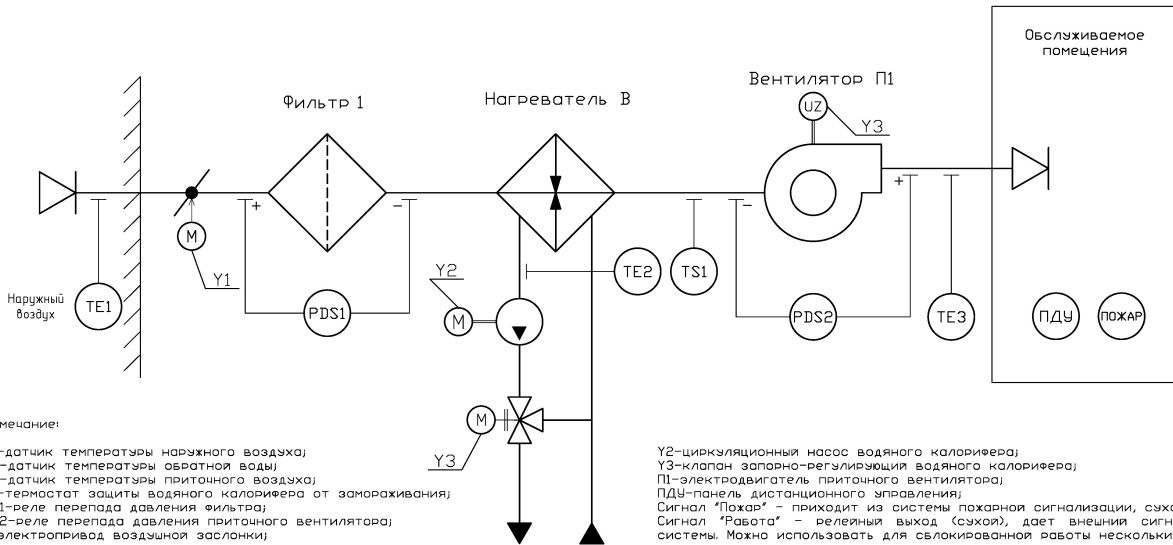 Обслуживаемое
помещения
Вентилятор П1
Фильтр 1
Нагреватель В
UZ
Y3
+
-
+
-
M
Y1
Y2
TE2
TS1
Наружный
воздух
TE1
PDS1
M
PDS2
TE3
ПДУ
ПОЖАР
M
Y3
мечание:
-датчик температуры наружного воздуха;
-датчик температуры обратной воды;
-датчик температуры приточного воздуха;
-термостат защиты водяного калорифера от замораживания;
1-реле перепада давления фильтра;
2-реле перепада давления приточного вентилятора;
электропривод воздушной заслонки;
Y2-циркуляционный насос водяного калорифера;
Y3-клапан запорно-регулирующий водяного калорифера;
П1-электродвигатель приточного вентилятора;
ПДУ-панель дистанционного управления;
Сигнал "Пожар" - приходит из системы пожарной сигнализации, сухо
Сигнал "Работа" - релейный выход (сухой), дает внешний сигн
системы. Можно использовать для сблокированной работы нескольки